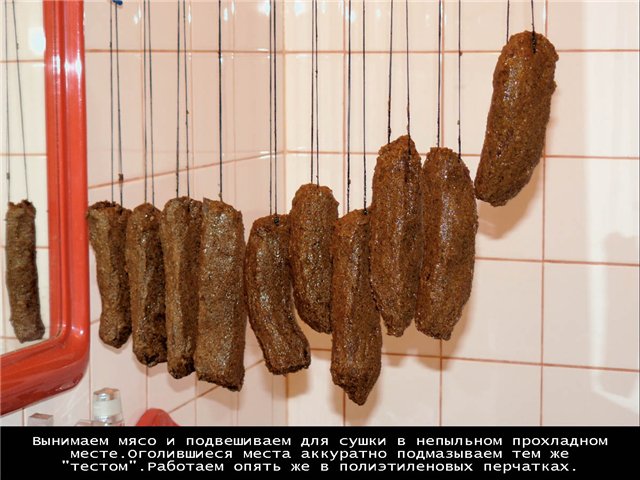 Вынимаем мясо и подвешиваем для сушки в непыльном прохладном
месте.Оголившиеся места аккуратно подмазываем тем же
"тестом".Работаем опять же в полиэтиленовых перчатках.